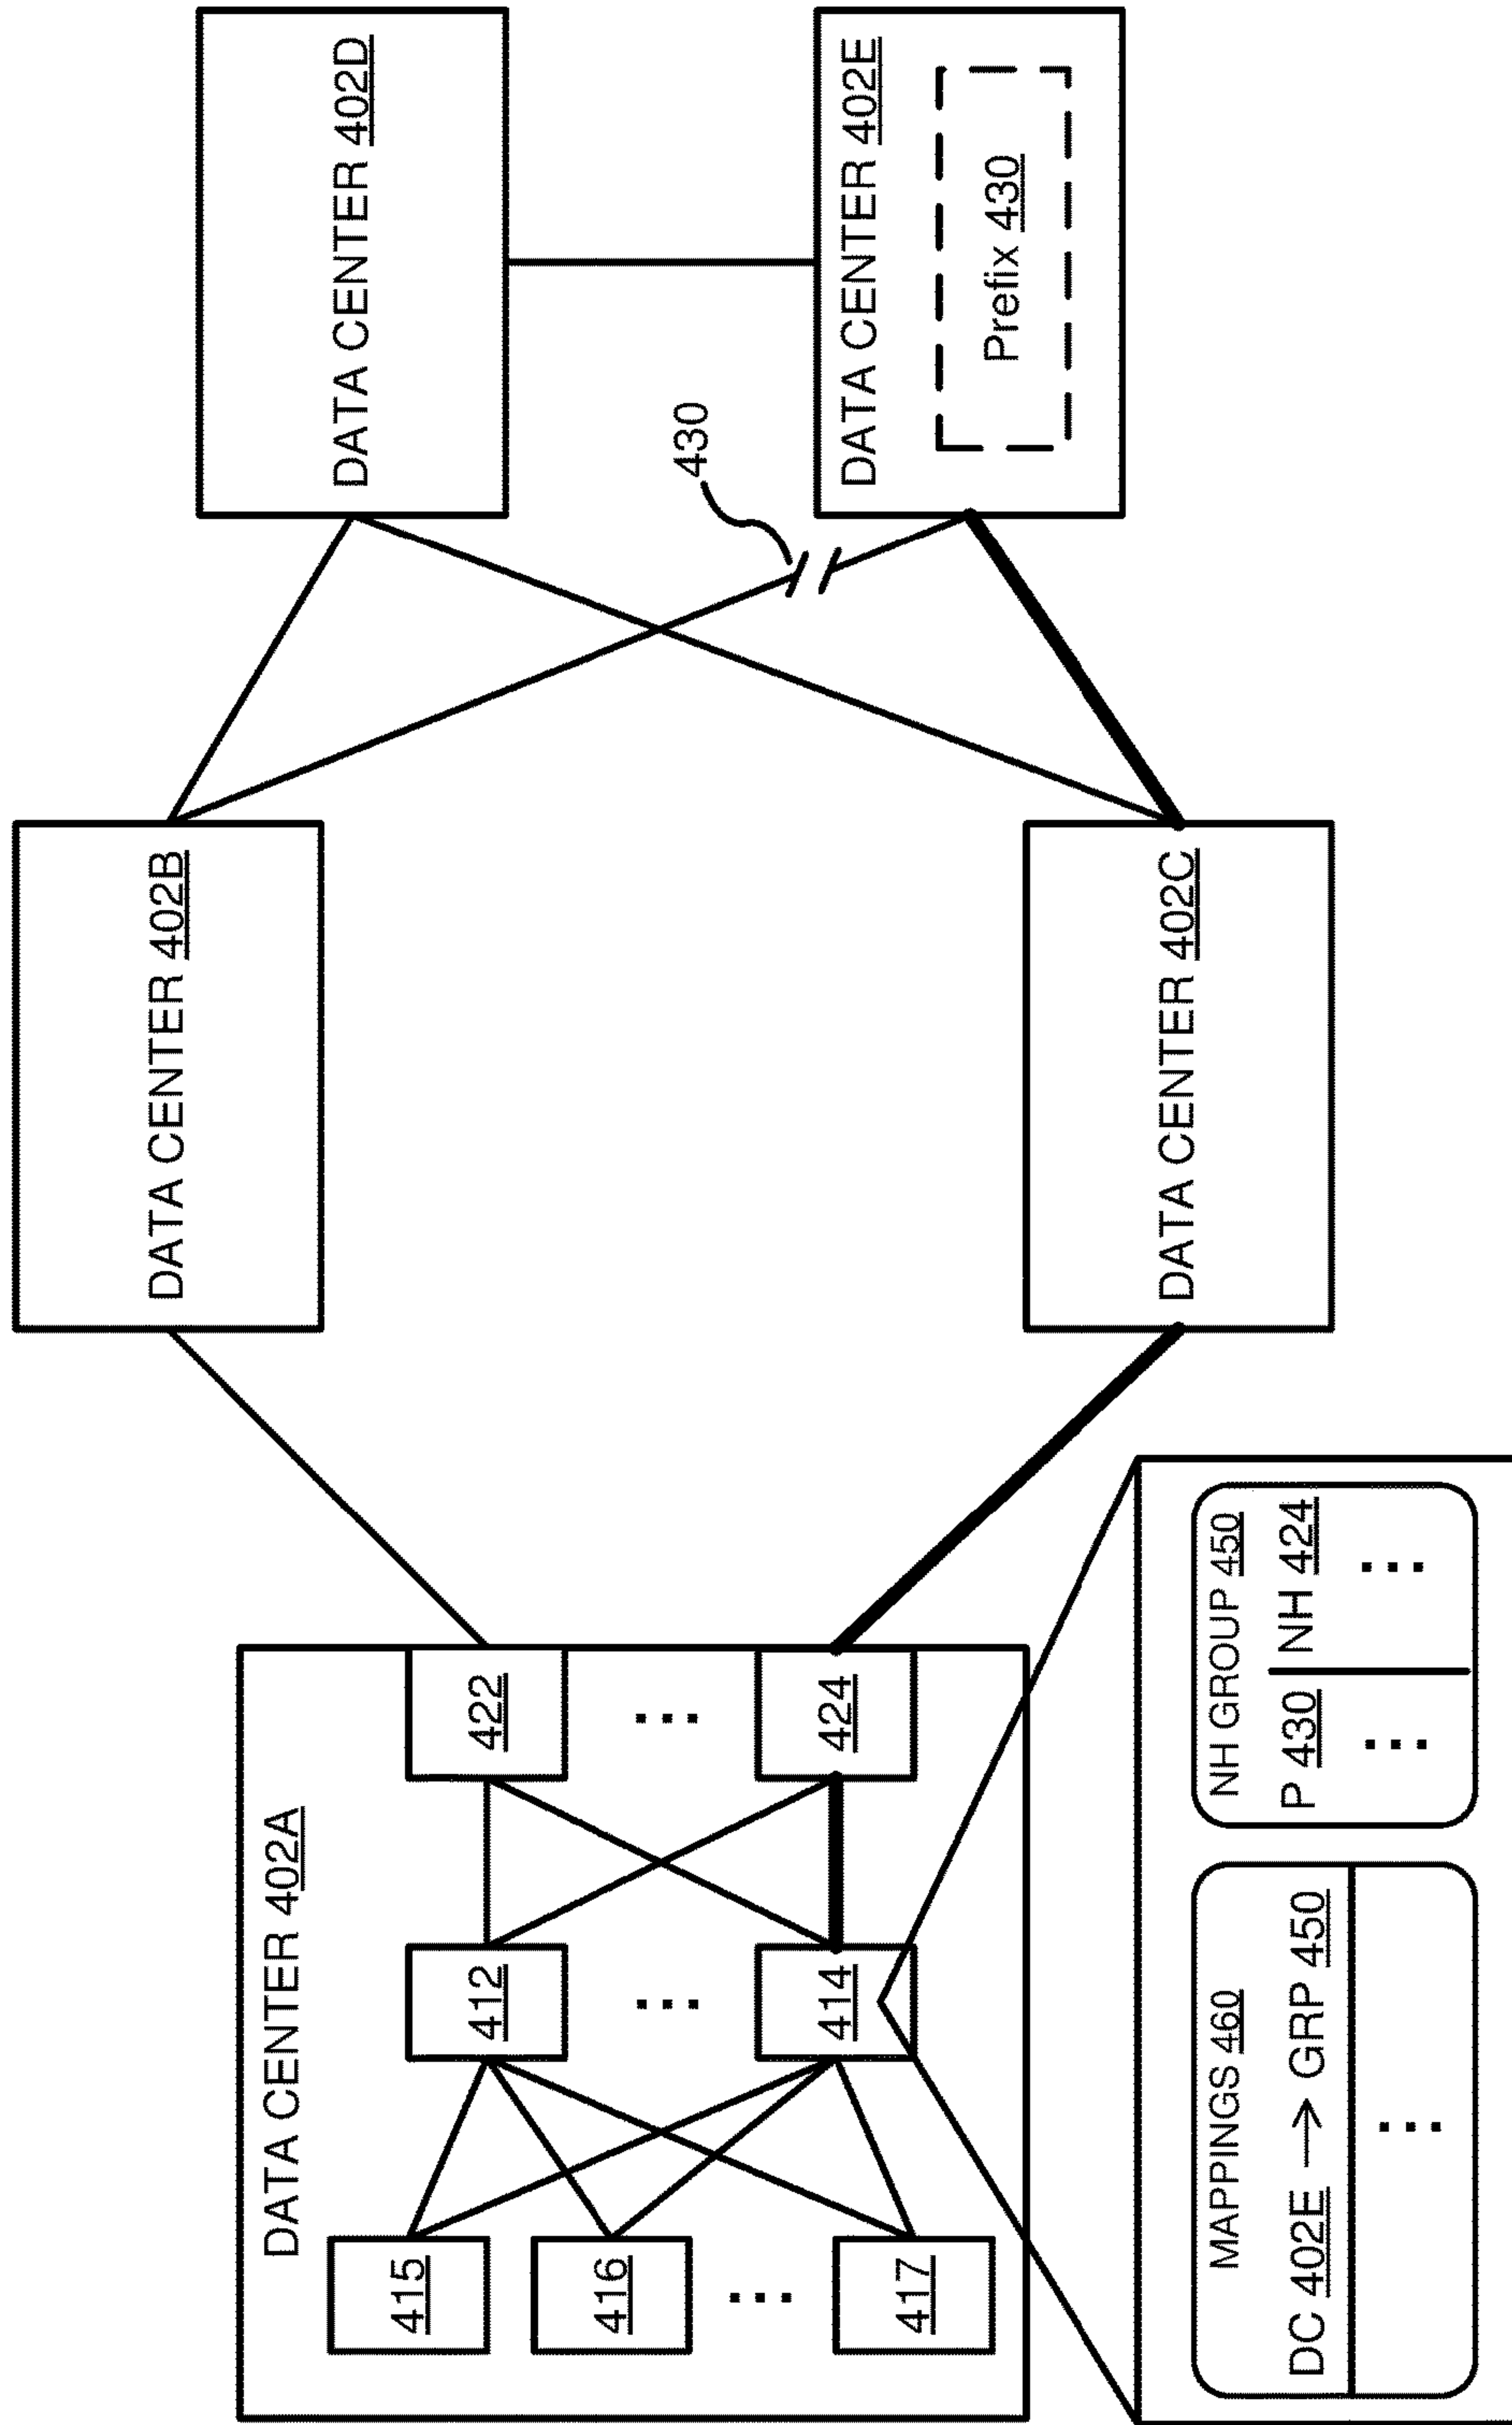 DATA CENTER 402A
415
416
...
417
412
...
414
422
...
424
DATA CENTER 402B
DATA CENTER 402C
DATA CENTER 402D
DATA CENTER 402E
Prefix 430
430
MAPPINGS 460
DC 402E → GRP 450
...
NH GROUP 450
P 430 NH 424
... ...